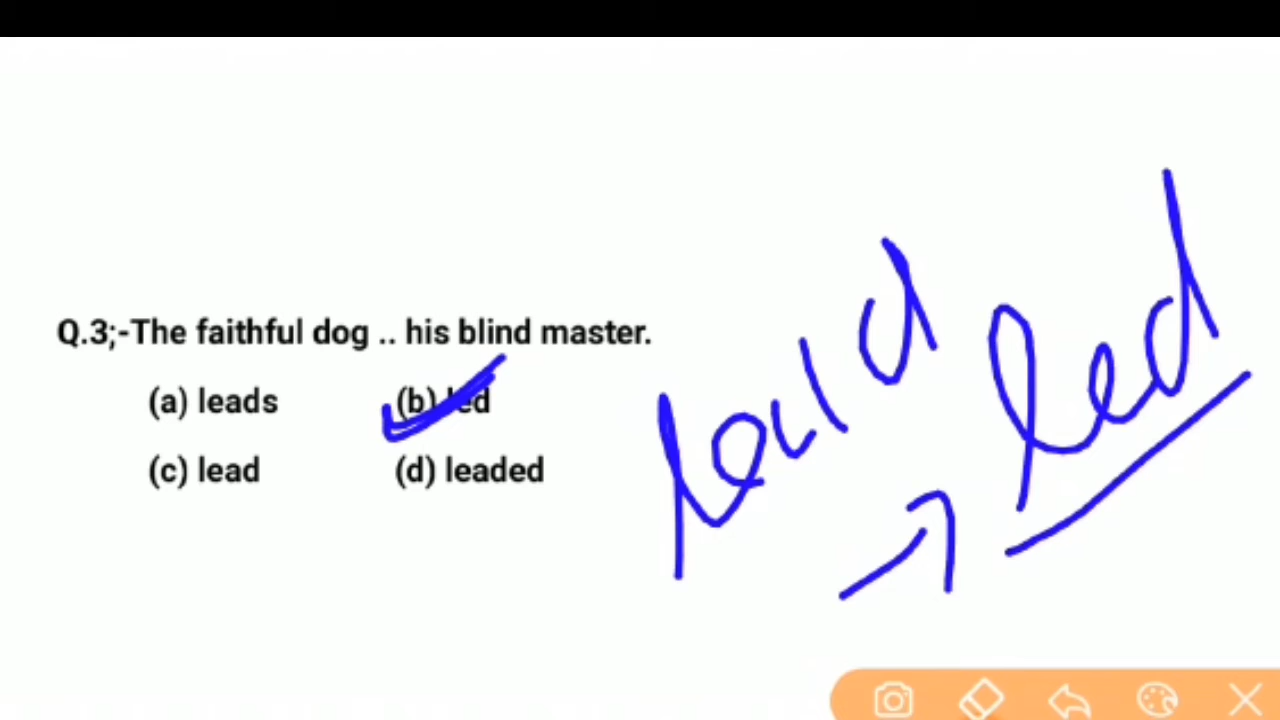 Q.3;-The faithful dog .. his blind master.
(a) leads (b) led
(c) lead (d) leaded
lead
→ led